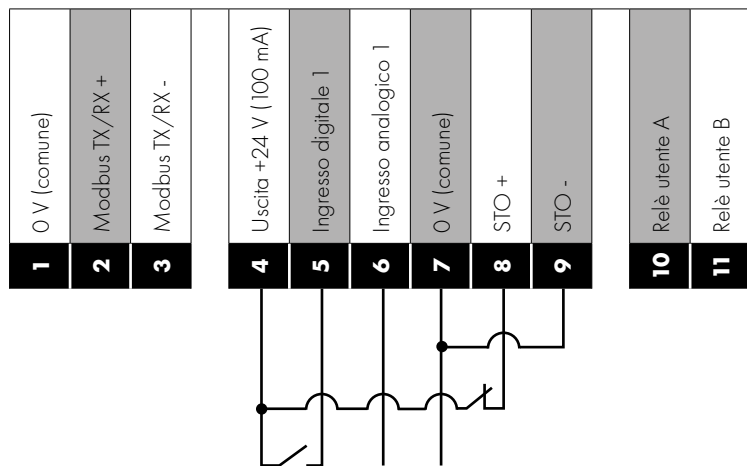 0 V (comune)
Modbus TX/RX +
Modbus TX/RX -
Uscita +24 V (100 mA)
Ingresso digitale 1
Ingresso analogico 1
0 V (comune)
STO +
STO -
Relè utente A
Relè utente B
1
2
3
4
5
6
7
8
9
10
11